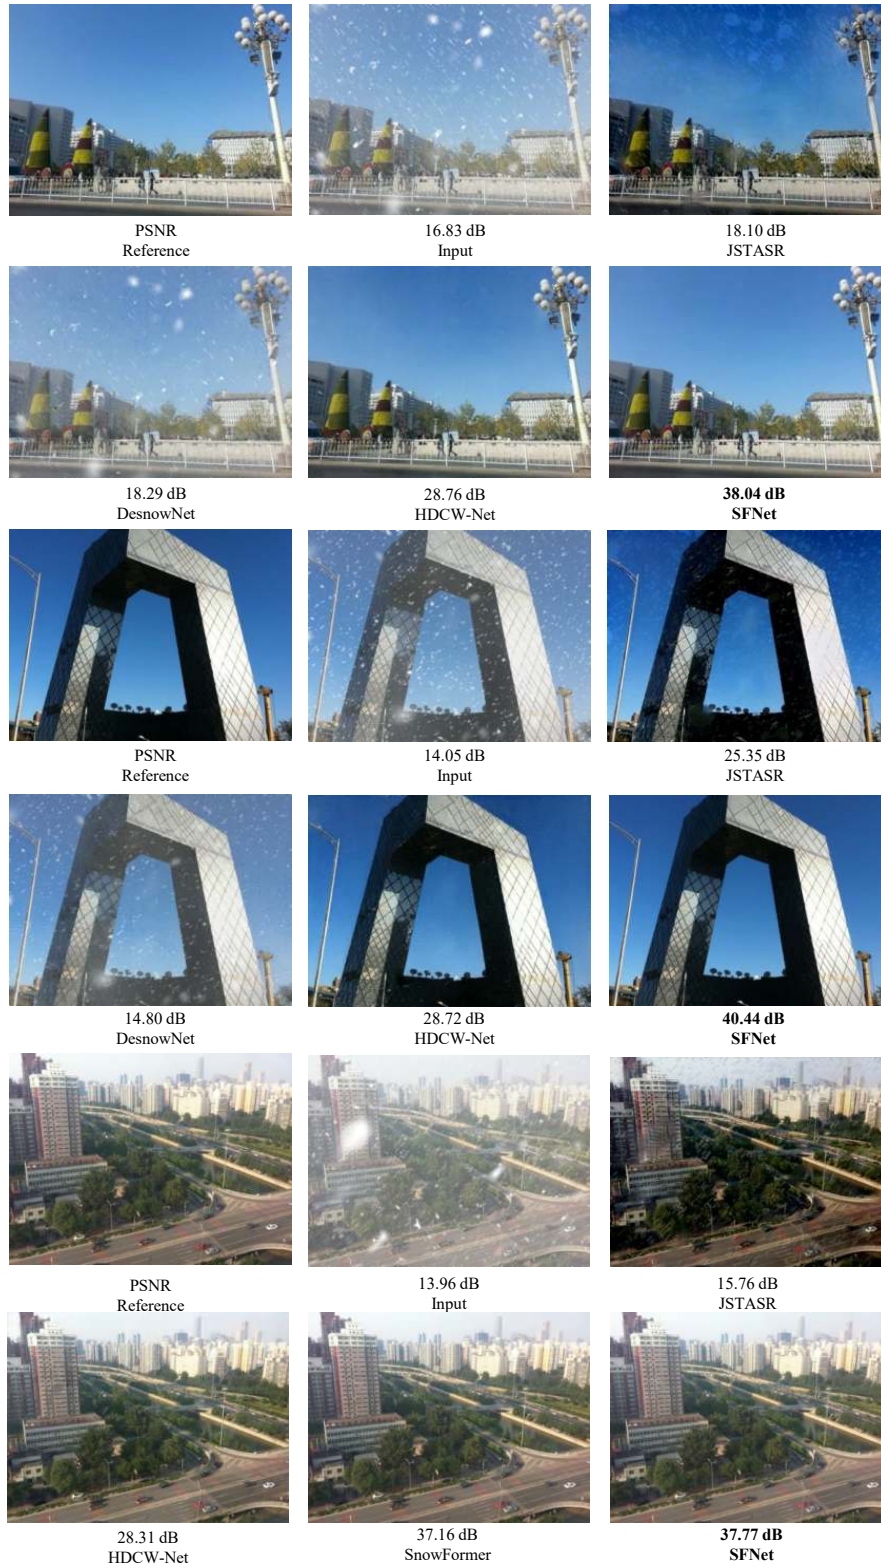 PSNR
Reference
16.83 dB
Input
18.10 dB
JSTASR
18.29 dB
DesnowNet
28.76 dB
HDCW-Net
38.04 dB
SFNet
PSNR
Reference
14.05 dB
Input
25.35 dB
JSTASR
14.80 dB
DesnowNet
28.72 dB
HDCW-Net
40.44 dB
SFNet
PSNR
Reference
13.96 dB
Input
15.76 dB
JSTASR
28.31 dB
HDCW-Net
37.16 dB
SnowFormer
37.77 dB
SFNet